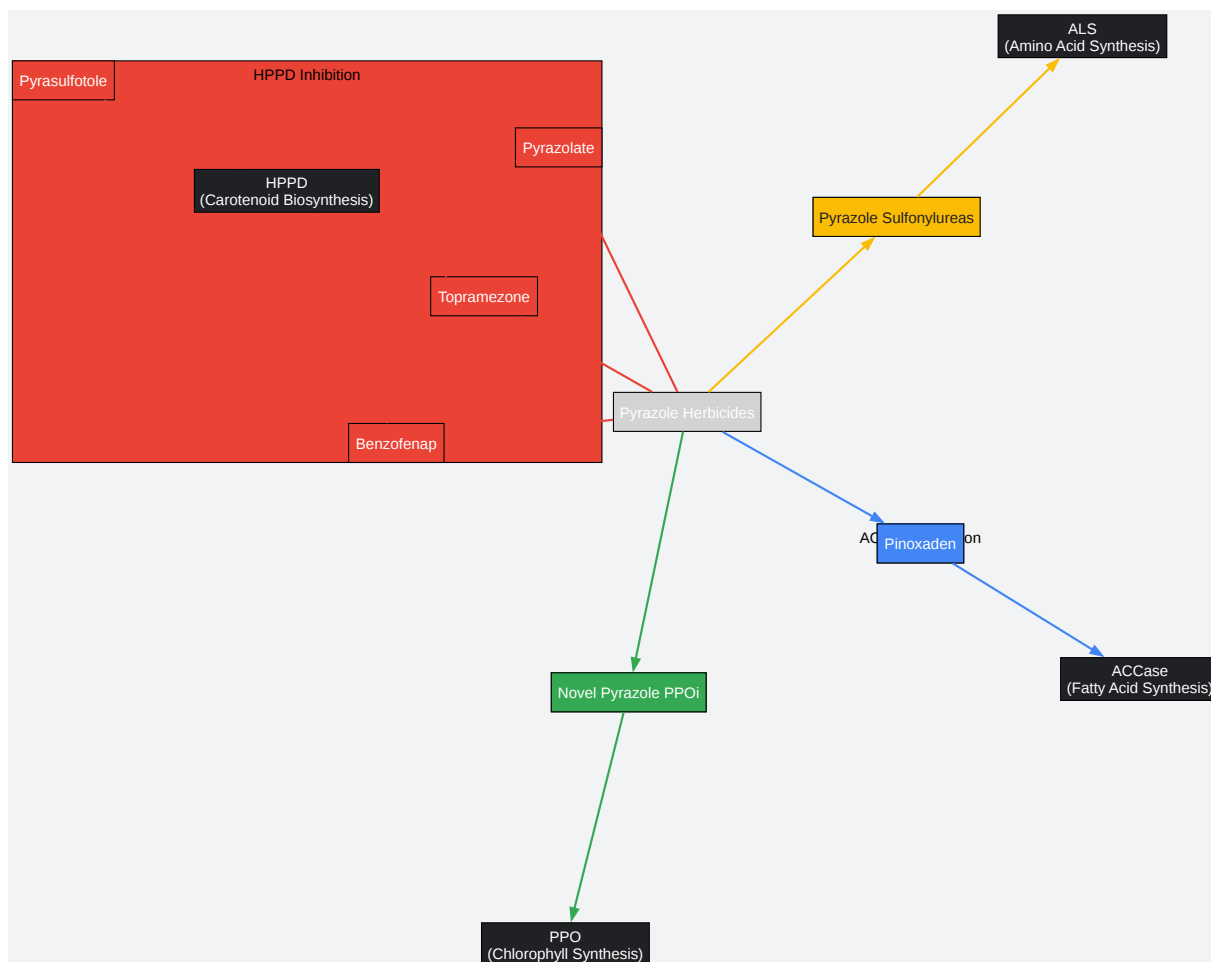 ALS
(Amino Acid Synthesis)
HPPD Inhibition
Pyrasulfotole
Pyrazolate
HPPD
(Carotenoid Biosynthesis)
Pyrazole Sulfonylureas
Topramezone
Pyrazole Herbicides
Benzofenap
Pinoxaden
ACCase
(Fatty Acid Synthesis)
Novel Pyrazole PPOi
PPO
(Chlorophyll Synthesis)